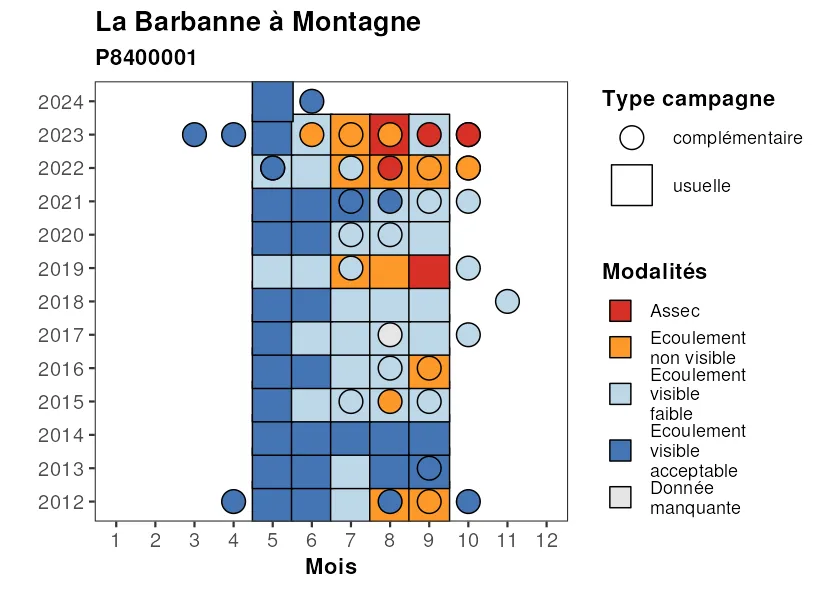 La Barbanne à Montagne
P8400001
2024
2023
2022
2021
2020
2019
2018
2017
2016
2015
2014
2013
2012
1 2 3 4 5 6 7 8 9 10 11 12
Mois
Type campagne
complémentaire
usuelle
Modalités
Assec
Ecoulement
non visible
Ecoulement
visible
faible
Ecoulement
visible
acceptable
Donnée
manquante